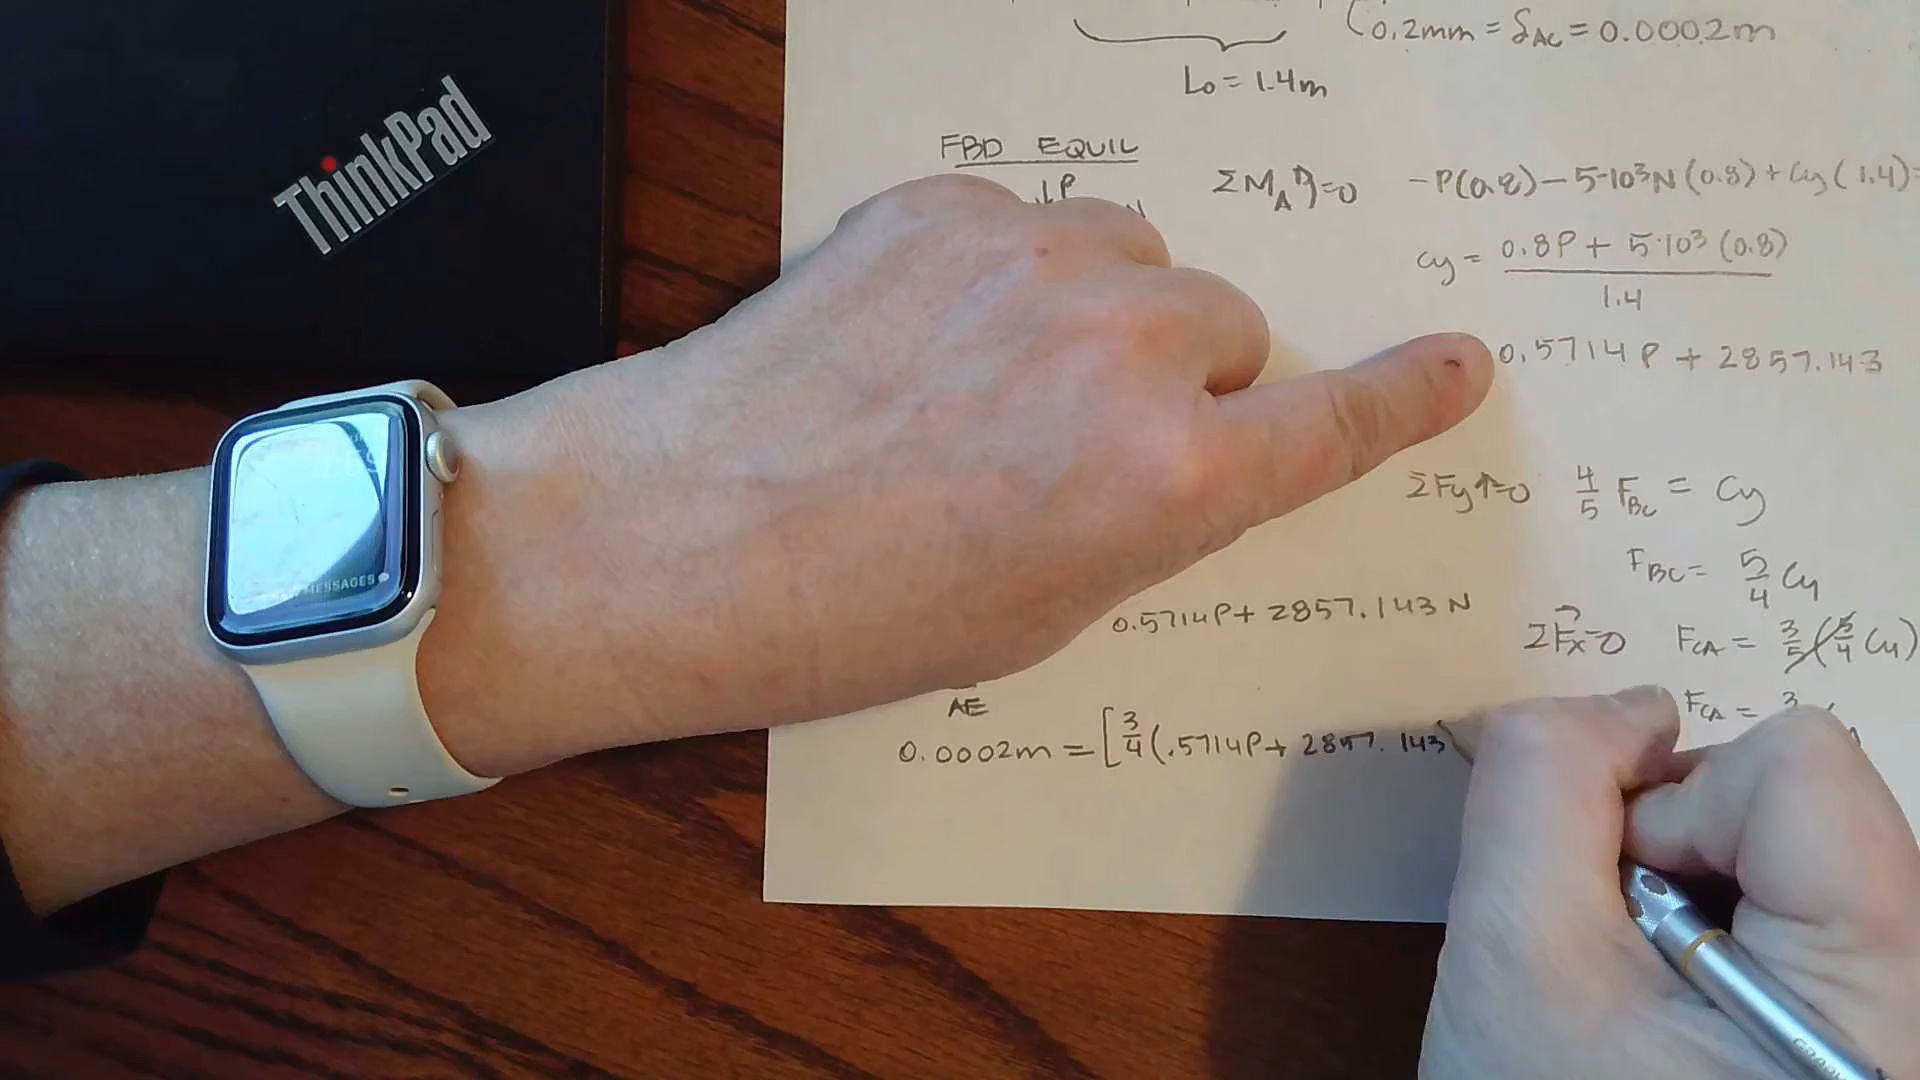 ThinkPad
0.2mm = δAC = 0.0002m
Lo = 1.4m
FBD EQUIL
↓P
ΣMA↰=0 -P(0.8) - 5·10³N (0.8) + Cy (1.4) =
Cy = 0.8P + 5·10³ (0.8)
1.4
0.5714P + 2857.143
ΣFy↑=0 4/5 FBC = Cy
FBC = 5/4 Cy
0.5714P + 2857.143 N
ΣFx=0 FCA = 3/5 (5/4 Cy)
AE
FCA = 3
0.0002m = [3/4 (.5714P + 2857.143
MESSAGES